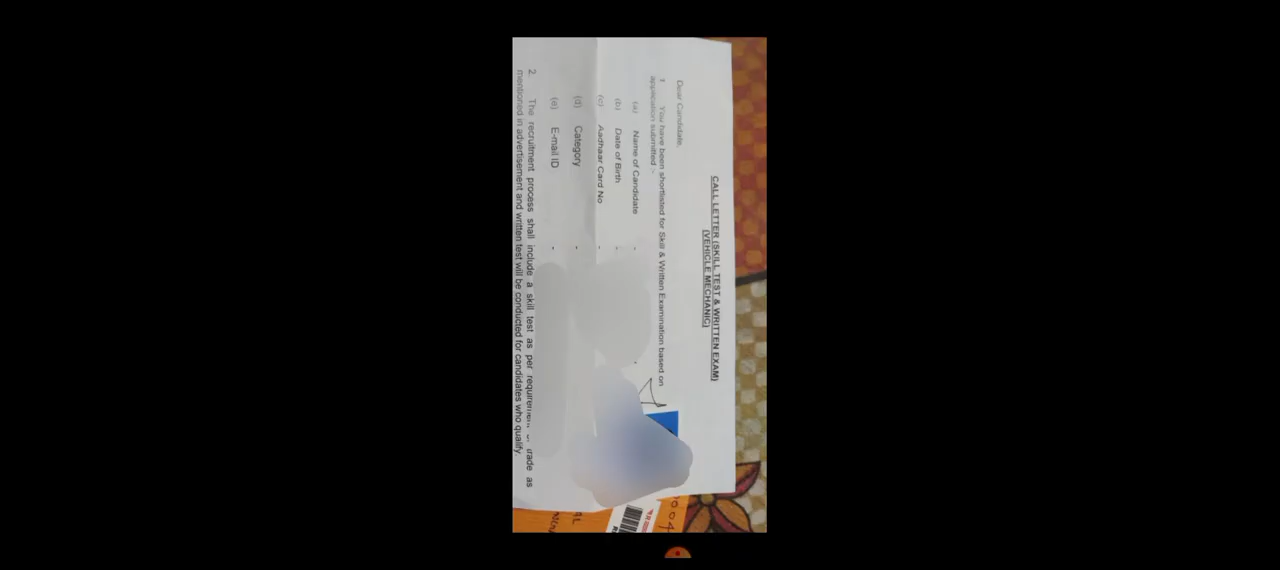 CALL LETTER (SKILL TEST & WRITTEN EXAM)
(VEHICLE MECHANIC)
Dear Candidate,
1 You have been shortlisted for Skill & Written Examination based on
application submitted :-
(a) Name of Candidate -
(b) Date of Birth -
(c) Aadhaar Card No -
(d) Category -
(e) E-mail ID -
2. The recruitment process shall include a skill test as per requirement trade as
mentioned in advertisement and written test will be conducted for candidates who qualify.